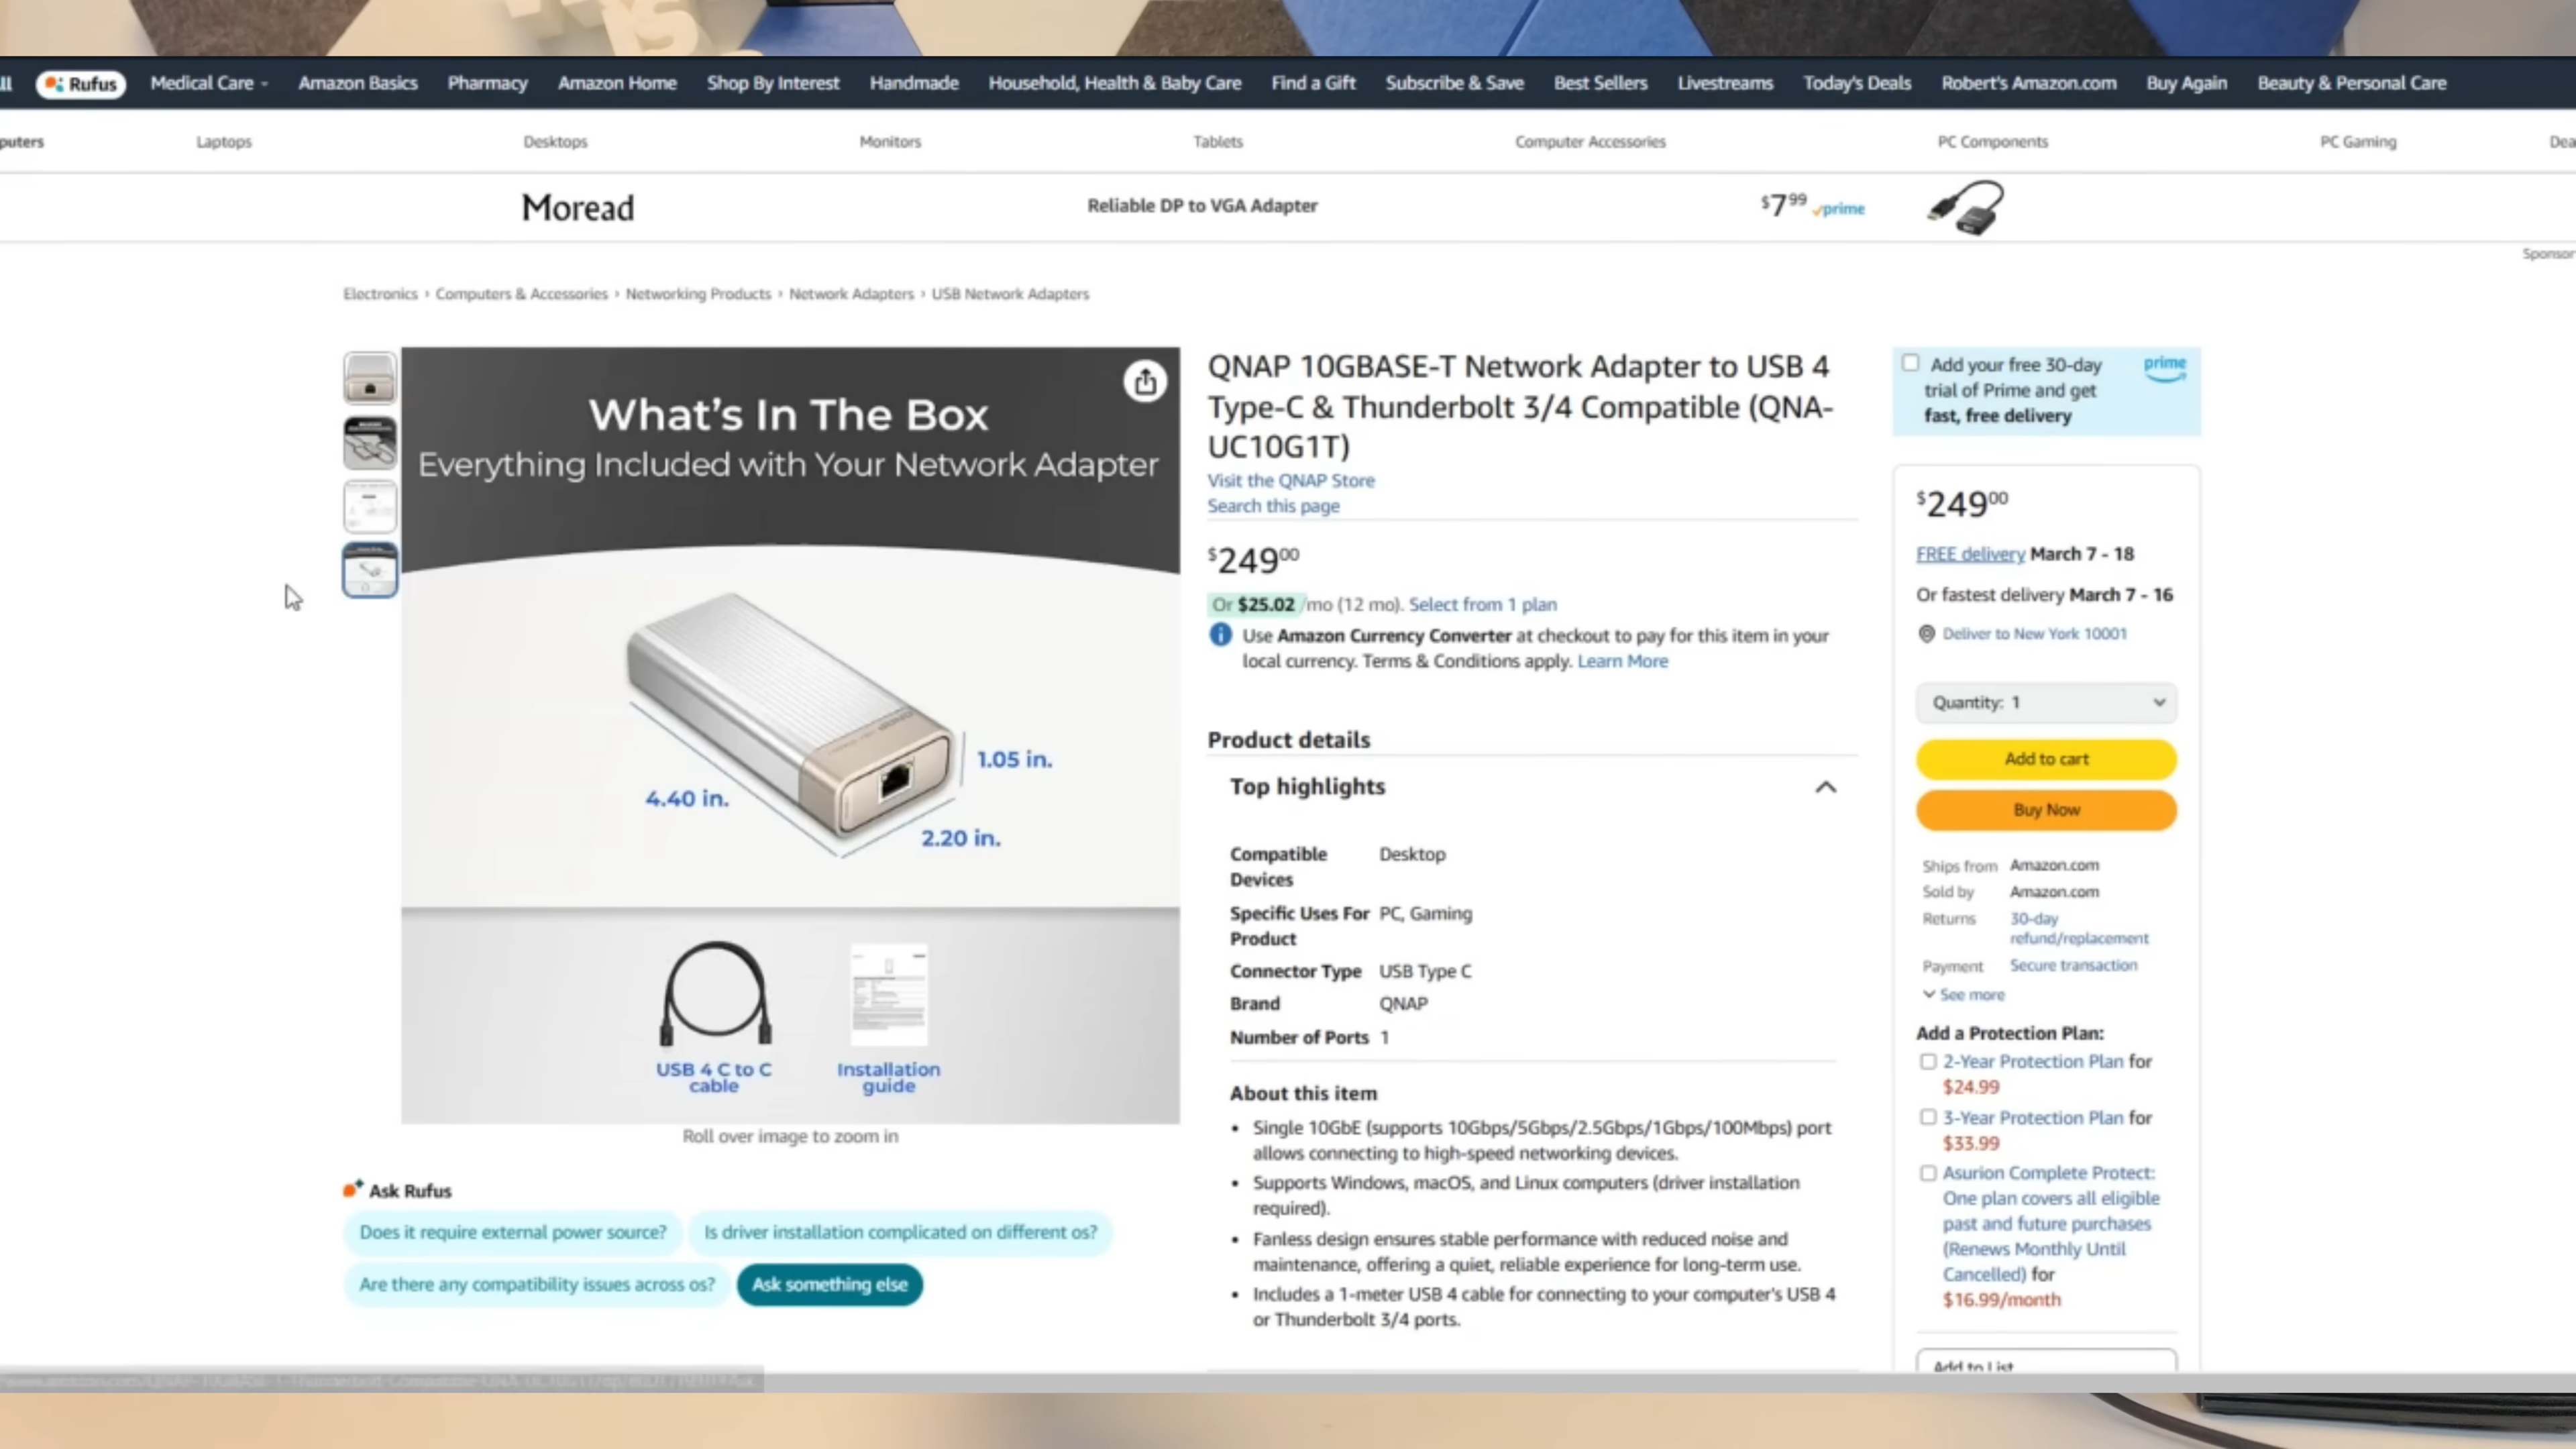 Rufus
Medical Care
Amazon Basics
Pharmacy
Amazon Home
Shop By Interest
Handmade
Household, Health & Baby Care
Find a Gift
Subscribe & Save
Best Sellers
Livestreams
Today's Deals
Robert's Amazon.com
Buy Again
Beauty & Personal Care
Laptops
Desktops
Monitors
Tablets
Computer Accessories
PC Components
PC Gaming
Moread
Reliable DP to VGA Adapter
$7.99 prime
Electronics › Computers & Accessories › Networking Products › Network Adapters › USB Network Adapters
What's In The Box
Everything Included with Your Network Adapter
1.05 in.
4.40 in.
2.20 in.
USB 4 C to C
cable
Installation
guide
Roll over image to zoom in
Ask Rufus
Does it require external power source?
Is driver installation complicated on different os?
Are there any compatibility issues across os?
Ask something else
QNAP 10GBASE-T Network Adapter to USB 4
Type-C & Thunderbolt 3/4 Compatible (QNA-
UC10G1T)
Visit the QNAP Store
Search this page
$249.00
Or $25.02 /mo (12 mo). Select from 1 plan
Use Amazon Currency Converter at checkout to pay for this item in your
local currency. Terms & Conditions apply. Learn More
Product details
Top highlights
Compatible Devices Desktop
Specific Uses For Product PC, Gaming
Connector Type USB Type C
Brand QNAP
Number of Ports 1
About this item
• Single 10GbE (supports 10Gbps/5Gbps/2.5Gbps/1Gbps/100Mbps) port
allows connecting to high-speed networking devices.
• Supports Windows, macOS, and Linux computers (driver installation
required).
• Fanless design ensures stable performance with reduced noise and
maintenance, offering a quiet, reliable experience for long-term use.
• Includes a 1-meter USB 4 cable for connecting to your computer's USB 4
or Thunderbolt 3/4 ports.
Add your free 30-day
trial of Prime and get
fast, free delivery
prime
$249.00
FREE delivery March 7 - 18
Or fastest delivery March 7 - 16
Deliver to New York 10001
Quantity: 1
Add to cart
Buy Now
Ships from Amazon.com
Sold by Amazon.com
Returns 30-day
refund/replacement
Payment Secure transaction
See more
Add a Protection Plan:
2-Year Protection Plan for
$24.99
3-Year Protection Plan for
$33.99
Asurion Complete Protect:
One plan covers all eligible
past and future purchases
(Renews Monthly Until
Cancelled) for
$16.99/month
Add to List